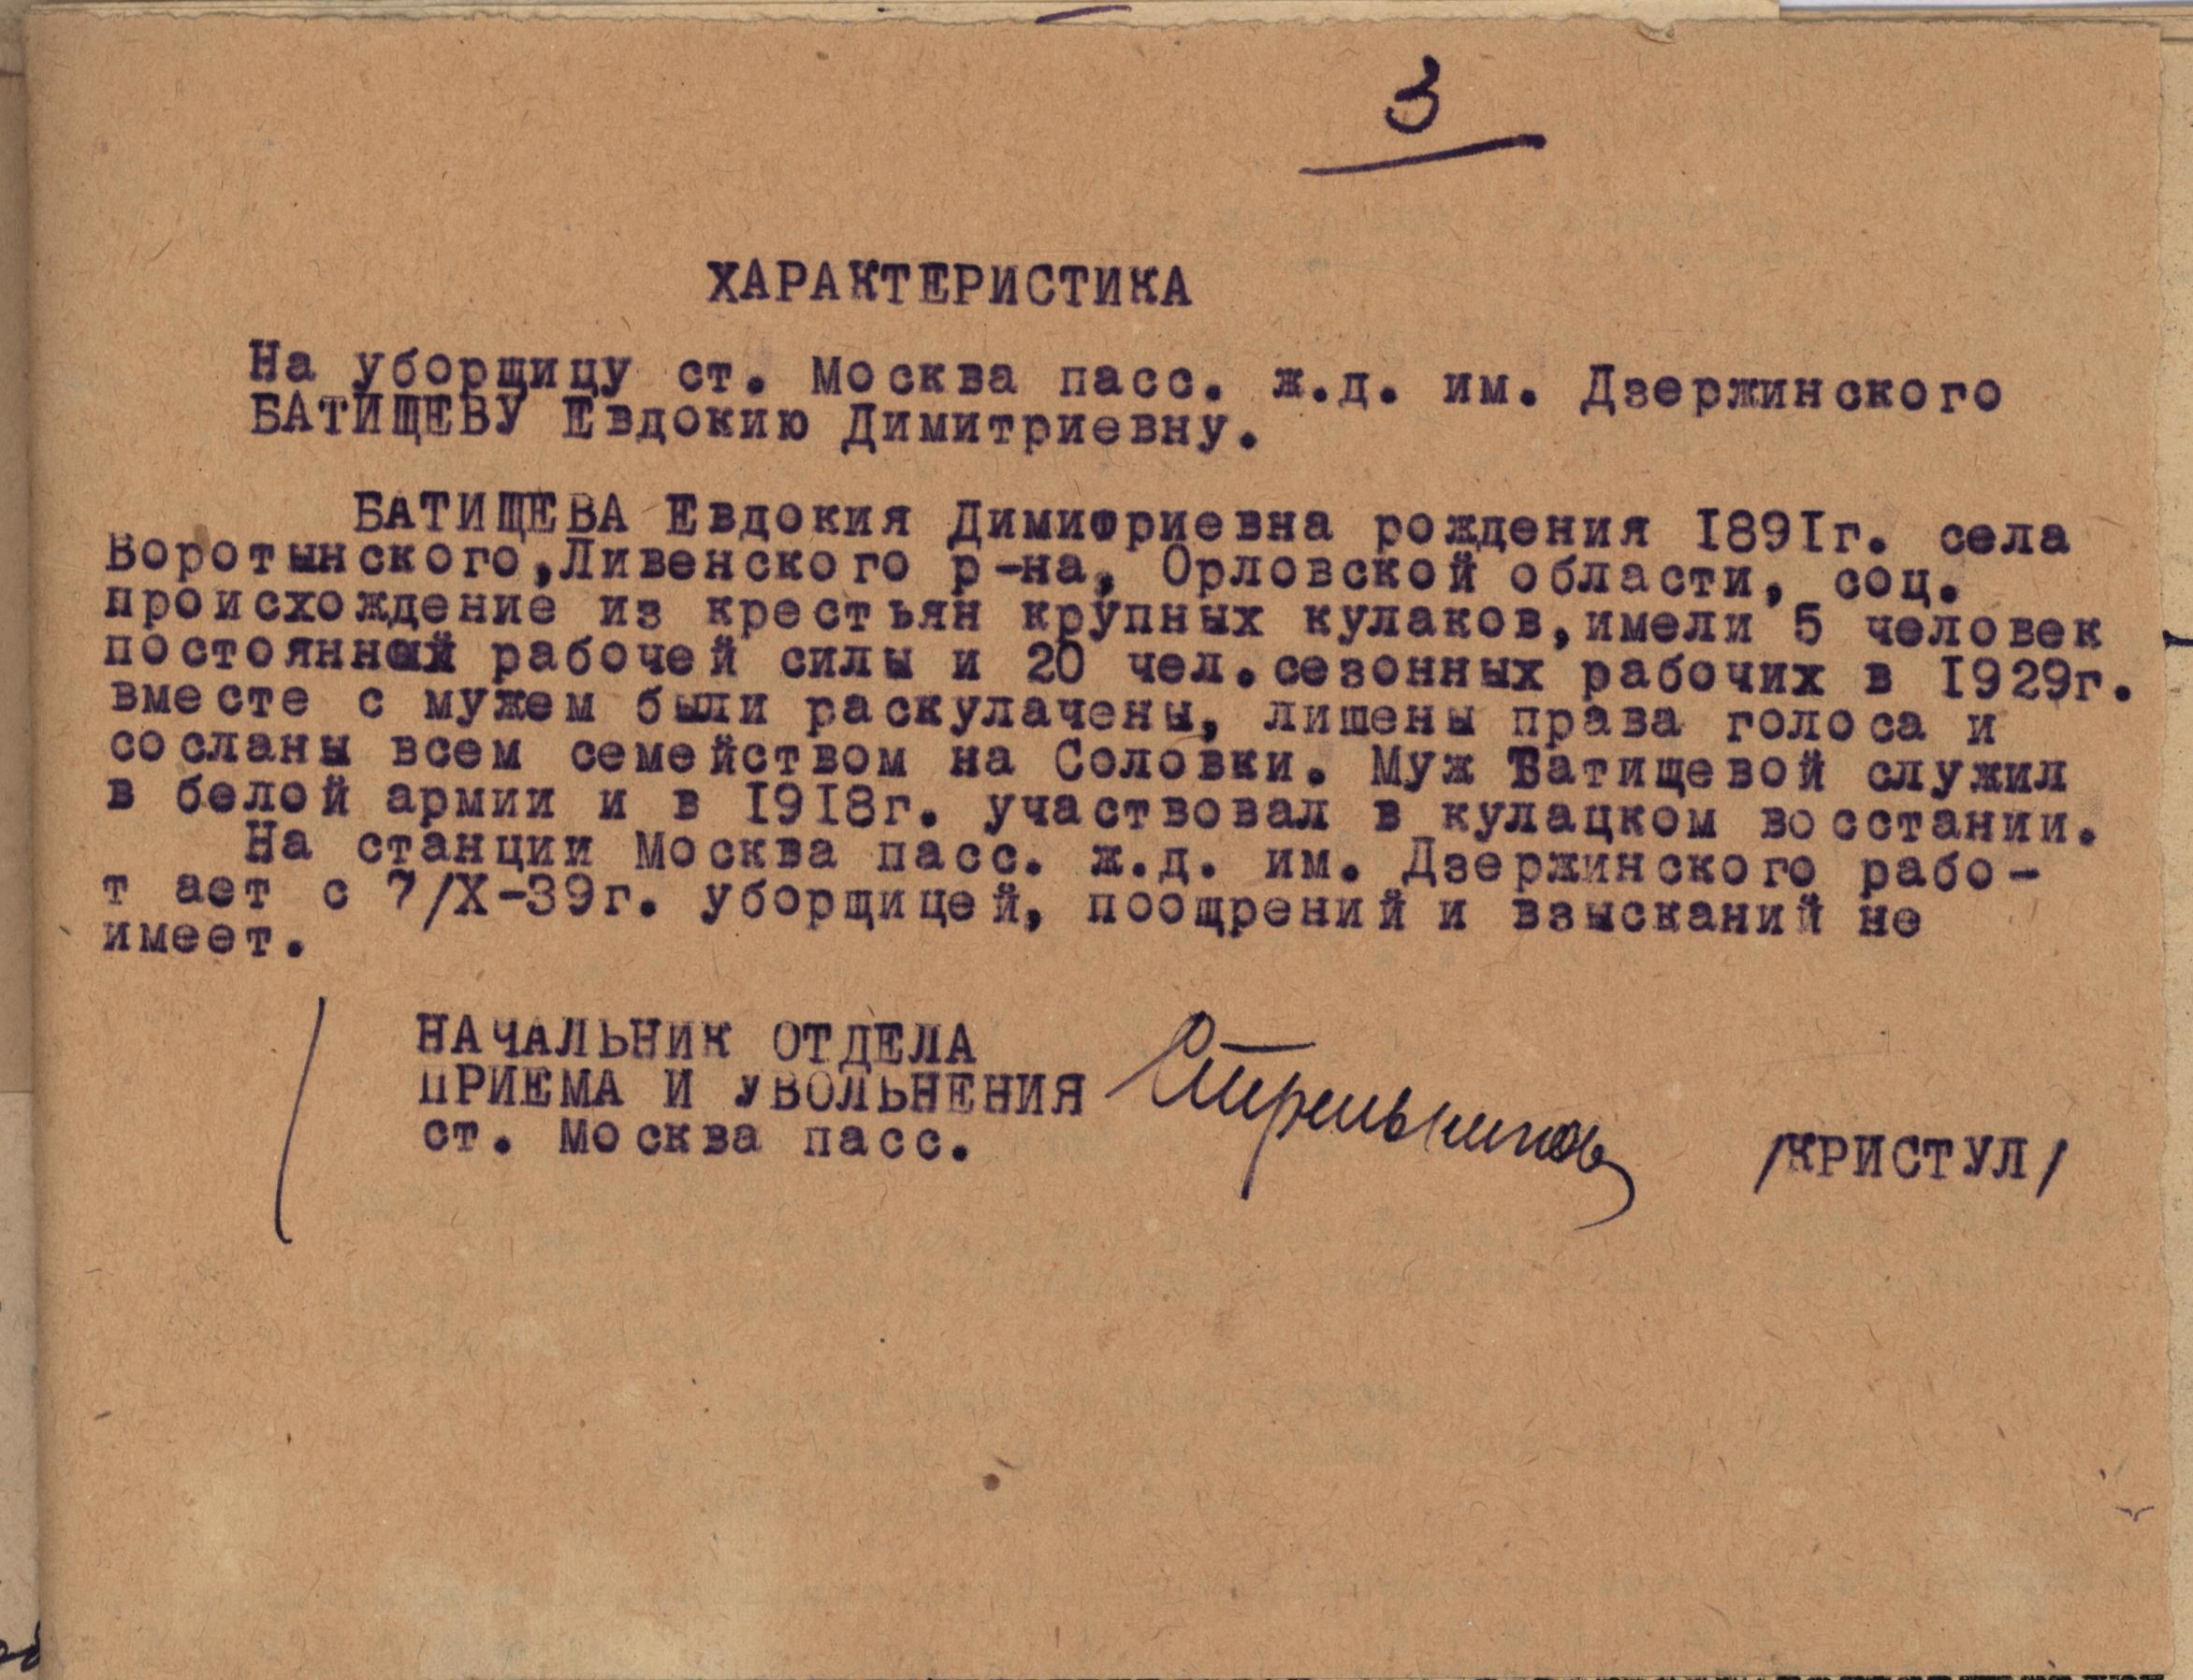 3
ХАРАКТЕРИСТИКА
На уборщицу ст. Москва пасс. ж.д. им. Дзержинского
БАТИЩЕВУ Евдокию Димитриевну.
БАТИЩЕВА Евдокия Димитриевна рождения 1891г. села
Воротынского,Ливенского р-на, Орловской области, соц.
происхождение из крестьян крупных кулаков,имели 5 человек
постоянной рабочей силы и 20 чел.сезонных рабочих в 1929г.
вместе с мужем были раскулачены, лишены права голоса и
сосланы всем семейством на Соловки. Муж Батищевой служил
в белой армии и в 1918г. участвовал в кулацком восстании.
На станции Москва пасс. ж.д. им. Дзержинского рабо-
т ает с 7/X-39г. уборщицей, поощрений и взысканий не
имеет.
НАЧАЛЬНИК ОТДЕЛА
ПРИЕМА И УВОЛЬНЕНИЯ
ст. Москва пасс.
Стрельников
/КРИСТУЛ/